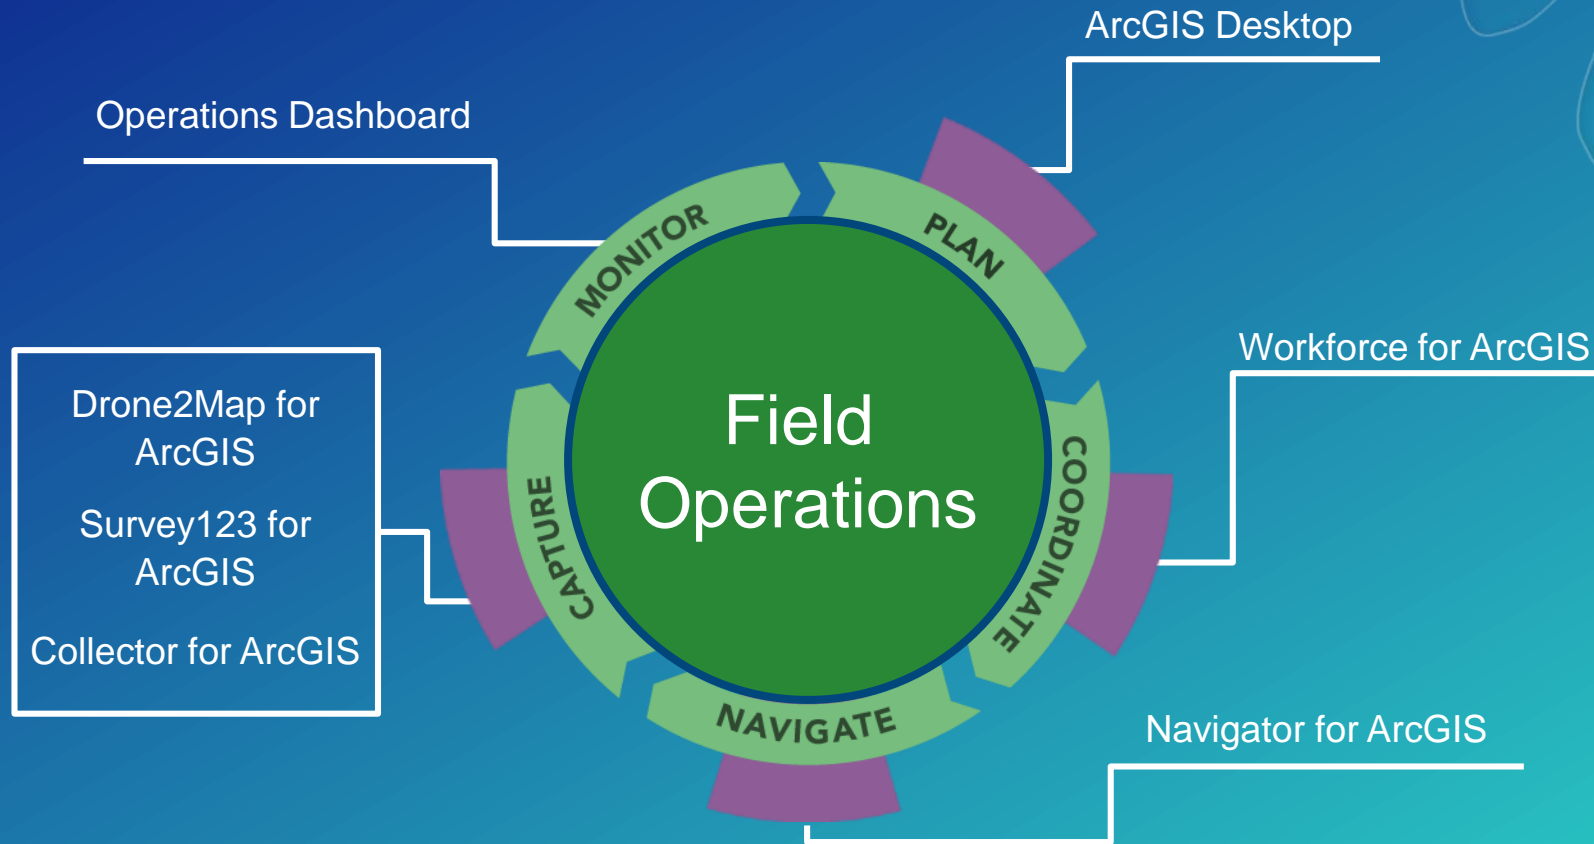 ArcGIS Desktop
Operations Dashboard
MONITOR
PLAN
Workforce for ArcGIS
Drone2Map for
ArcGIS
Survey123 for
ArcGIS
Collector for ArcGIS
Field
Operations
CAPTURE
COORDINATE
NAVIGATE
Navigator for ArcGIS